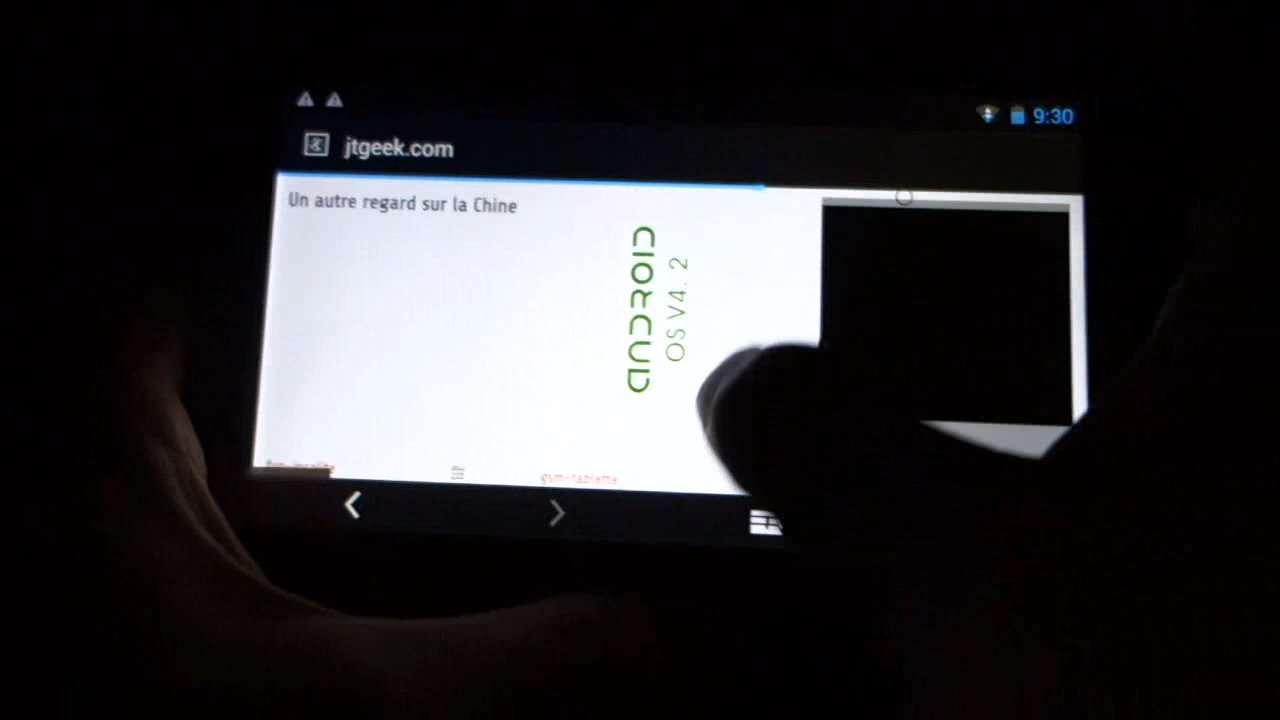 9:30
jtgeek.com
Un autre regard sur la Chine
ANDROID
OS V4.2
gsm-tablette